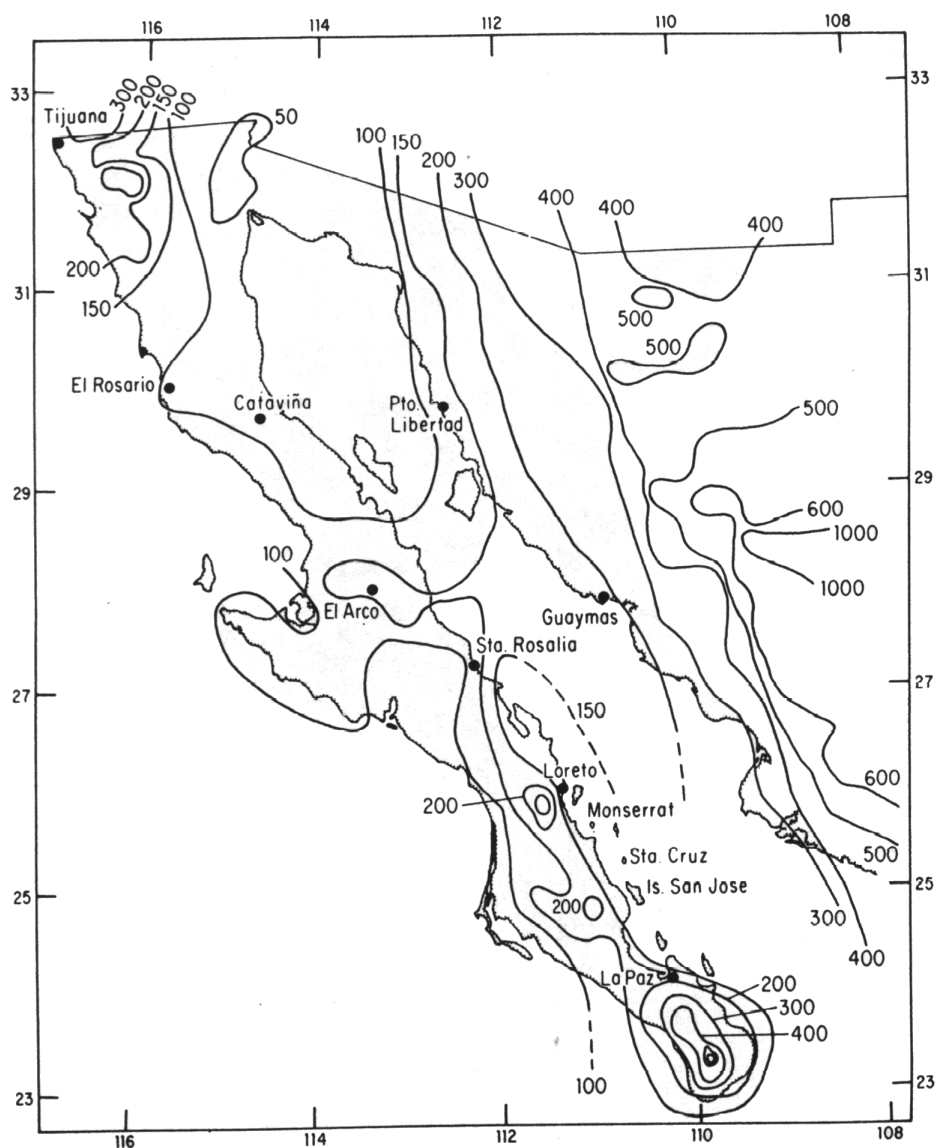 116 114 112 110 108
33 33
Tijuana 300 200 150 100 50
100 150 200 300 400 400 400
200
150
31 31
500
500
El Rosario
Cataviña
Pto.
Libertad
500
29 29
600
1000
1000
100
El Arco
Guaymas
Sta. Rosalia
27 27
150
Loreto
200
Monserrat
600
Sta. Cruz
500
Is. San Jose
25 25
200
300
400
La Paz
200
300
400
100
23 23
116 114 112 110 108